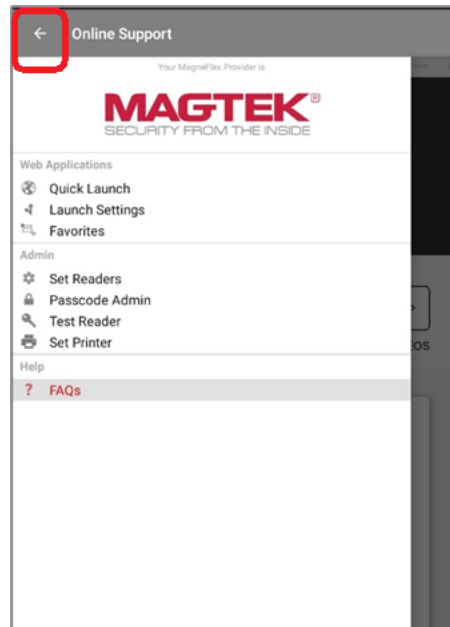 Online Support
Your MagneFlex Provider is
MAGTEK®
SECURITY FROM THE INSIDE
Web Applications
Quick Launch
Launch Settings
Favorites
Admin
Set Readers
Passcode Admin
Test Reader
Set Printer
os
Help
? FAQs